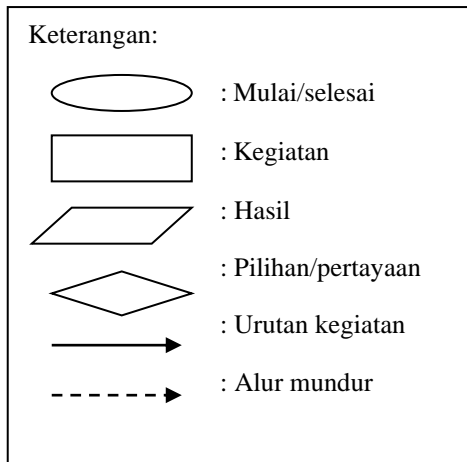 Keterangan:
: Mulai/selesai
: Kegiatan
: Hasil
: Pilihan/pertayaan
: Urutan kegiatan
: Alur mundur